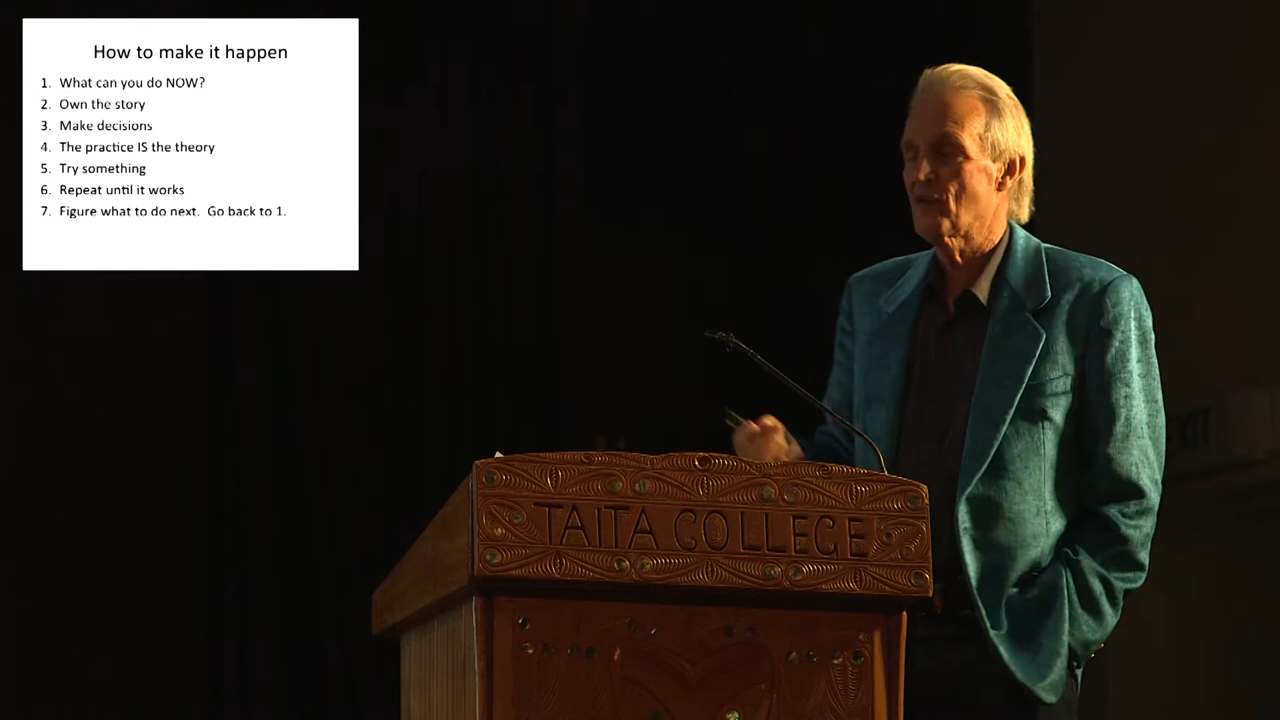 How to make it happen
1. What can you do NOW?
2. Own the story
3. Make decisions
4. The practice IS the theory
5. Try something
6. Repeat until it works
7. Figure what to do next.  Go back to 1.
TAITA COLLEGE
EXIT